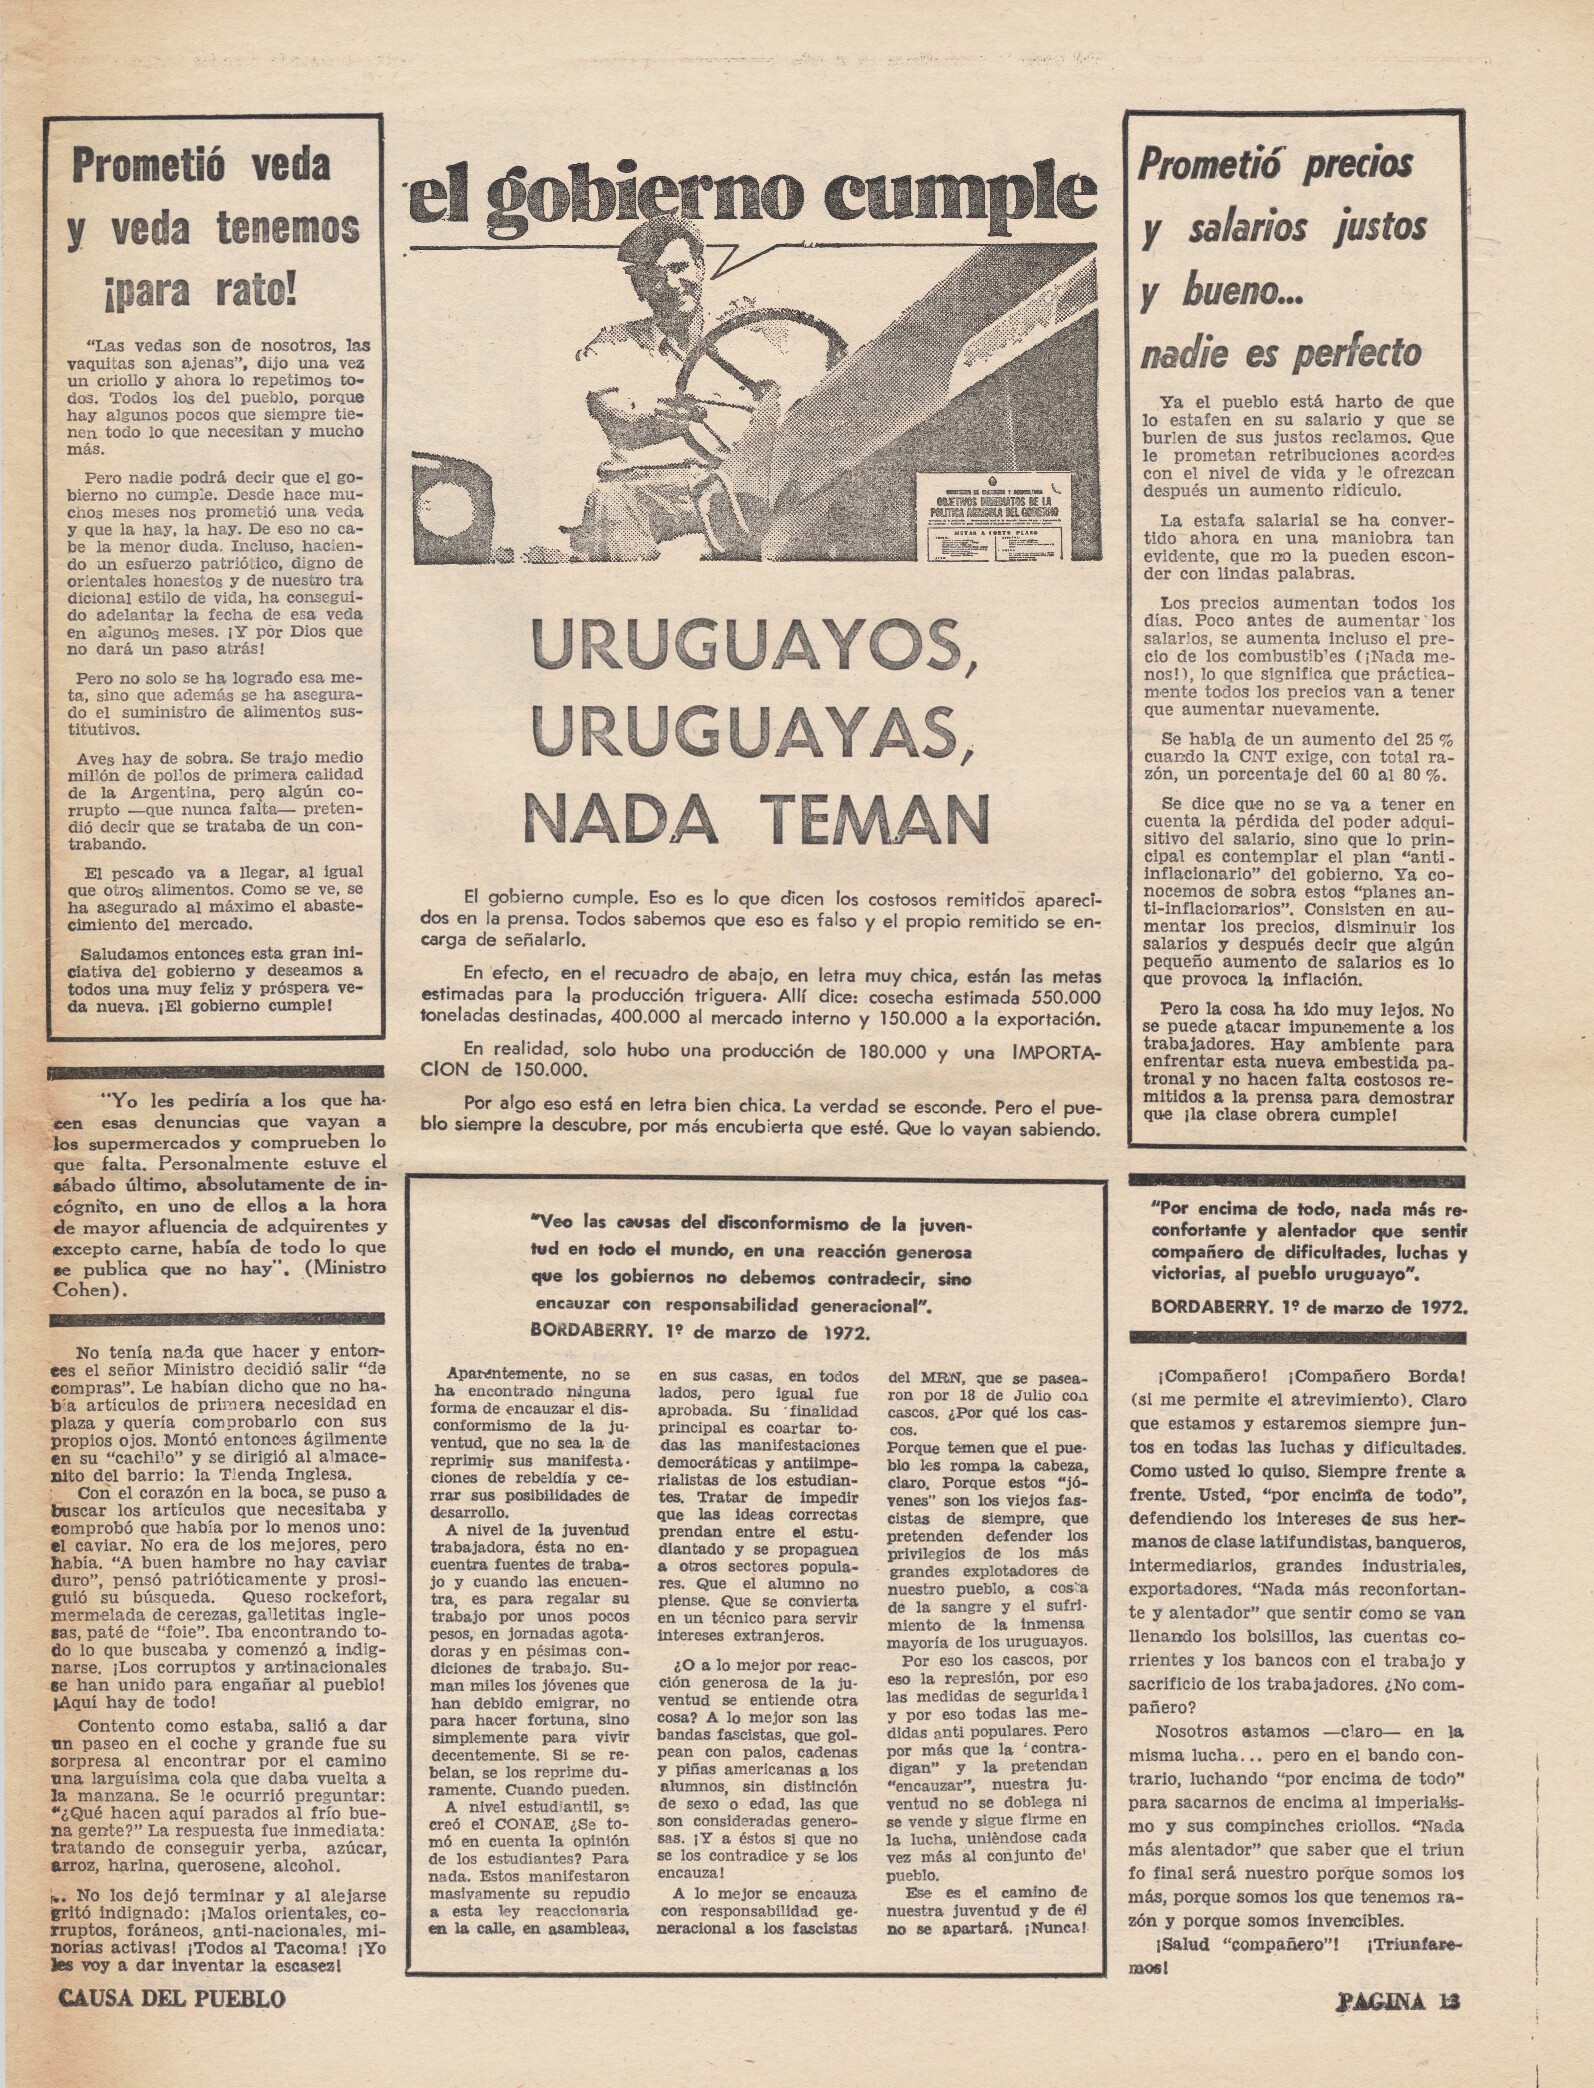 Prometió veda
y veda tenemos
¡para rato!
"Las vedas son de nosotros, las
vaquitas son ajenas", dijo una vez
un criollo y ahora lo repetimos to-
dos. Todos los del pueblo, porque
hay algunos pocos que siempre tie-
nen todo lo que necesitan y mucho
más.
Pero nadie podrá decir que el go-
bierno no cumple. Desde hace mu-
chos meses nos prometió una veda
y que la hay, la hay. De eso no ca-
be la menor duda. Incluso, hacien-
do un esfuerzo patriótico, digno de
orientales honestos y de nuestro tra
dicional estilo de vida, ha consegui-
do adelantar la fecha de esa veda
en algunos meses. ¡Y por Dios que
no dará un paso atrás!
Pero no solo se ha logrado esa me-
ta, sino que además se ha asegura-
do el suministro de alimentos sus-
titutivos.
Aves hay de sobra. Se trajo medio
millón de pollos de primera calidad
de la Argentina, pero algún co-
rrupto —que nunca falta— preten-
dió decir que se trataba de un con-
trabando.
El pescado va a llegar, al igual
que otros alimentos. Como se ve, se
ha asegurado al máximo el abaste-
cimiento del mercado.
Saludamos entonces esta gran ini-
ciativa del gobierno y deseamos a
todos una muy feliz y próspera ve-
da nueva. ¡El gobierno cumple!
"Yo les pediría a los que ha-
cen esas denuncias que vayan a
los supermercados y comprueben lo
que falta. Personalmente estuve el
sábado último, absolutamente de in-
cógnito, en uno de ellos a la hora
de mayor afluencia de adquirentes y
excepto carne, había de todo lo que
se publica que no hay". (Ministro
Cohen).
No tenía nada que hacer y enton-
ces el señor Ministro decidió salir "de
compras". Le habían dicho que no ha-
bía artículos de primera necesidad en
plaza y quería comprobarlo con sus
propios ojos. Montó entonces ágilmente
en su "cachilo" y se dirigió al almace-
nito del barrio: la Tienda Inglesa.
Con el corazón en la boca, se puso a
buscar los artículos que necesitaba y
comprobó que había por lo menos uno:
el caviar. No era de los mejores, pero
había. "A buen hambre no hay caviar
duro", pensó patrióticamente y prosi-
guió su búsqueda. Queso rockefort,
mermelada de cerezas, galletitas ingle-
sas, paté de "foie". Iba encontrando to-
do lo que buscaba y comenzó a indig-
narse. ¡Los corruptos y antinacionales
se han unido para engañar al pueblo!
¡Aquí hay de todo!
Contento como estaba, salió a dar
un paseo en el coche y grande fue su
sorpresa al encontrar por el camino
una larguísima cola que daba vuelta a
la manzana. Se le ocurrió preguntar:
"¿Qué hacen aquí parados al frío bue-
na gente?" La respuesta fue inmediata:
tratando de conseguir yerba, azúcar,
arroz, harina, querosene, alcohol.
.. No los dejó terminar y al alejarse
gritó indignado: ¡Malos orientales, co-
rruptos, foráneos, anti-nacionales, mi-
norías activas! ¡Todos al Tacoma! ¡Yo
les voy a dar inventar la escasez!
el gobierno cumple
MINISTERIO DE GANADERIA Y AGRICULTURA
OBJETIVOS INMEDIATOS DE LA
POLITICA AGRICOLA DEL GOBIERNO
METAS A CORTO PLAZO
URUGUAYOS,
URUGUAYAS,
NADA TEMAN
El gobierno cumple. Eso es lo que dicen los costosos remitidos apareci-
dos en la prensa. Todos sabemos que eso es falso y el propio remitido se en-
carga de señalarlo.
En efecto, en el recuadro de abajo, en letra muy chica, están las metas
estimadas para la producción triguera. Allí dice: cosecha estimada 550.000
toneladas destinadas, 400.000 al mercado interno y 150.000 a la exportación.
En realidad, solo hubo una producción de 180.000 y una IMPORTA-
CION de 150.000.
Por algo eso está en letra bien chica. La verdad se esconde. Pero el pue-
blo siempre la descubre, por más encubierta que esté. Que lo vayan sabiendo.
"Veo las causas del disconformismo de la juven-
tud en todo el mundo, en una reacción generosa
que los gobiernos no debemos contradecir, sino
encauzar con responsabilidad generacional".
BORDABERRY. 1º de marzo de 1972.
Aparentemente, no se
ha encontrado ninguna
forma de encauzar el dis-
conformismo de la ju-
ventud, que no sea la de
reprimir sus manifesta-
ciones de rebeldía y ce-
rrar sus posibilidades de
desarrollo.
A nivel de la juventud
trabajadora, ésta no en-
cuentra fuentes de traba-
jo y cuando las encuen-
tra, es para regalar su
trabajo por unos pocos
pesos, en jornadas agota-
doras y en pésimas con-
diciones de trabajo. Su-
man miles los jóvenes que
han debido emigrar, no
para hacer fortuna, sino
simplemente para vivir
decentemente. Si se re-
belan, se los reprime du-
ramente. Cuando pueden.
A nivel estudiantil, se
creó el CONAE. ¿Se to-
mó en cuenta la opinión
de los estudiantes? Para
nada. Estos manifestaron
masivamente su repudio
a esta ley reaccionaria
en la calle, en asambleas,
en sus casas, en todos
lados, pero igual fue
aprobada. Su finalidad
principal es coartar to-
das las manifestaciones
democráticas y antiimpe-
rialistas de los estudian-
tes. Tratar de impedir
que las ideas correctas
prendan entre el estu-
diantado y se propaguen
a otros sectores popula-
res. Que el alumno no
piense. Que se convierta
en un técnico para servir
intereses extranjeros.
¿O a lo mejor por reac-
ción generosa de la ju-
ventud se entiende otra
cosa? A lo mejor son las
bandas fascistas, que gol-
pean con palos, cadenas
y piñas americanas a los
alumnos, sin distinción
de sexo o edad, las que
son consideradas genero-
sas. ¡Y a éstos si que no
se los contradice y se los
encauza!
A lo mejor se encauza
con responsabilidad ge-
neracional a los fascistas
del MRN, que se pasea-
ron por 18 de Julio con
cascos. ¿Por qué los cas-
cos.
Porque temen que el pue-
blo les rompa la cabeza,
claro. Porque estos "jó-
venes" son los viejos fas-
cistas de siempre, que
pretenden defender los
privilegios de los más
grandes explotadores de
nuestro pueblo, a costa
de la sangre y el sufri-
miento de la inmensa
mayoría de los uruguayos.
Por eso los cascos, por
eso la represión, por eso
las medidas de seguridad
y por eso todas las me-
didas anti populares. Pero
por más que la 'contra-
digan" y la pretendan
"encauzar", nuestra ju-
ventud no se doblega ni
se vende y sigue firme en
la lucha, uniéndose cada
vez más al conjunto de'
pueblo.
Ese es el camino de
nuestra juventud y de él
no se apartará. ¡Nunca!
Prometió precios
y salarios justos
y bueno...
nadie es perfecto
Ya el pueblo está harto de que
lo estafen en su salario y que se
burlen de sus justos reclamos. Que
le prometan retribuciones acordes
con el nivel de vida y le ofrezcan
después un aumento ridículo.
La estafa salarial se ha conver-
tido ahora en una maniobra tan
evidente, que no la pueden escon-
der con lindas palabras.
Los precios aumentan todos los
días. Poco antes de aumentar los
salarios, se aumenta incluso el pre-
cio de los combustibles (¡Nada me-
nos!), lo que significa que práctica-
mente todos los precios van a tener
que aumentar nuevamente.
Se habla de un aumento del 25 %
cuando la CNT exige, con total ra-
zón, un porcentaje del 60 al 80 %.
Se dice que no se va a tener en
cuenta la pérdida del poder adqui-
sitivo del salario, sino que lo prin-
cipal es contemplar el plan "anti-
inflacionario" del gobierno. Ya co-
nocemos de sobra estos "planes an-
ti-inflacionarios". Consisten en au-
mentar los precios, disminuir los
salarios y después decir que algún
pequeño aumento de salarios es lo
que provoca la inflación.
Pero la cosa ha ido muy lejos. No
se puede atacar impunemente a los
trabajadores. Hay ambiente para
enfrentar esta nueva embestida pa-
tronal y no hacen falta costosos re-
mitidos a la prensa para demostrar
que ¡la clase obrera cumple!
"Por encima de todo, nada más re-
confortante y alentador que sentir
compañero de dificultades, luchas y
victorias, al pueblo uruguayo".
BORDABERRY. 1º de marzo de 1972.
¡Compañero! ¡Compañero Borda!
(si me permite el atrevimiento). Claro
que estamos y estaremos siempre jun-
tos en todas las luchas y dificultades.
Como usted lo quiso. Siempre frente a
frente. Usted, "por encima de todo",
defendiendo los intereses de sus her-
manos de clase latifundistas, banqueros,
intermediarios, grandes industriales,
exportadores. "Nada más reconfortan-
te y alentador" que sentir como se van
llenando los bolsillos, las cuentas co-
rrientes y los bancos con el trabajo y
sacrificio de los trabajadores. ¿No com-
pañero?
Nosotros estamos —claro— en la
misma lucha... pero en el bando con-
trario, luchando "por encima de todo"
para sacarnos de encima al imperialis-
mo y sus compinches criollos. "Nada
más alentador" que saber que el triun
fo final será nuestro porque somos los
más, porque somos los que tenemos ra-
zón y porque somos invencibles.
¡Salud "compañero"! ¡Triunfare-
mos!
CAUSA DEL PUEBLO
PAGINA 13